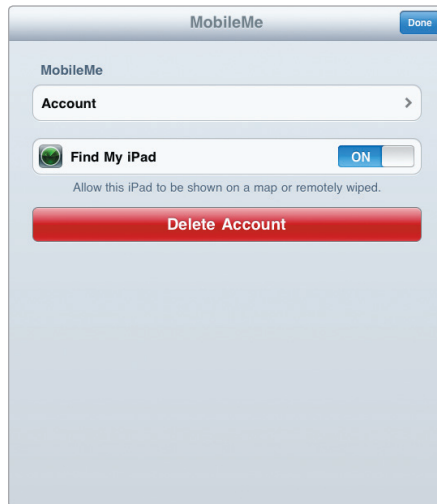 MobileMe
Done
MobileMe
Account
Find My iPad
ON
Allow this iPad to be shown on a map or remotely wiped.
Delete Account